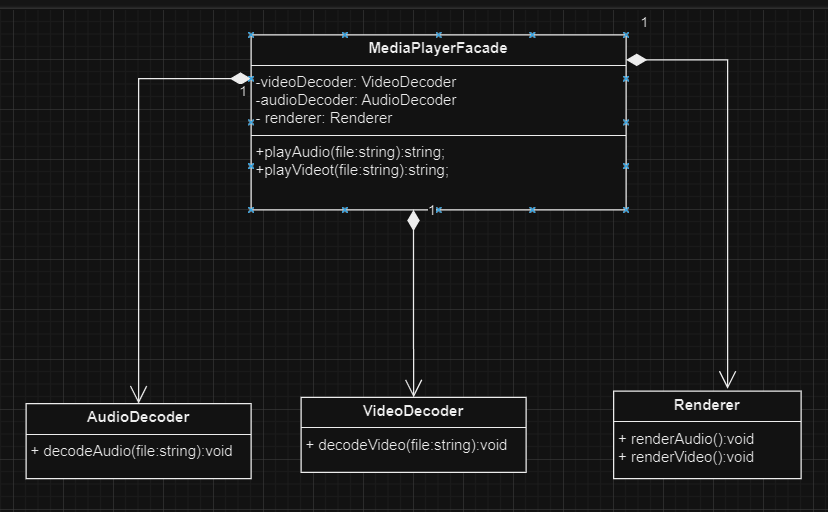 1
MediaPlayerFacade
-videoDecoder: VideoDecoder
-audioDecoder: AudioDecoder
- renderer: Renderer
1
+playAudio(file:string):string;
+playVideot(file:string):string;
1
AudioDecoder
+ decodeAudio(file:string):void
VideoDecoder
+ decodeVideo(file:string):void
Renderer
+ renderAudio():void
+ renderVideo():void